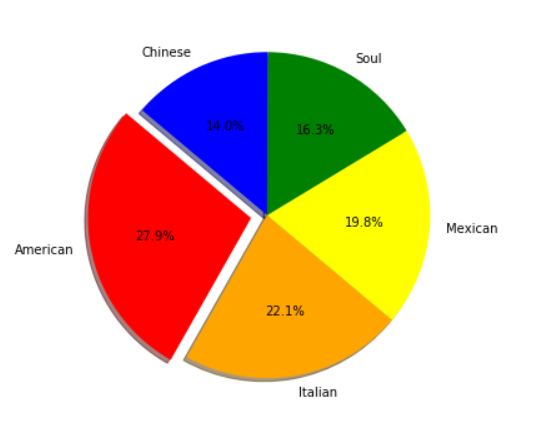 Chinese
Soul
14.0%
16.3%
Mexican
19.8%
American
27.9%
22.1%
Italian